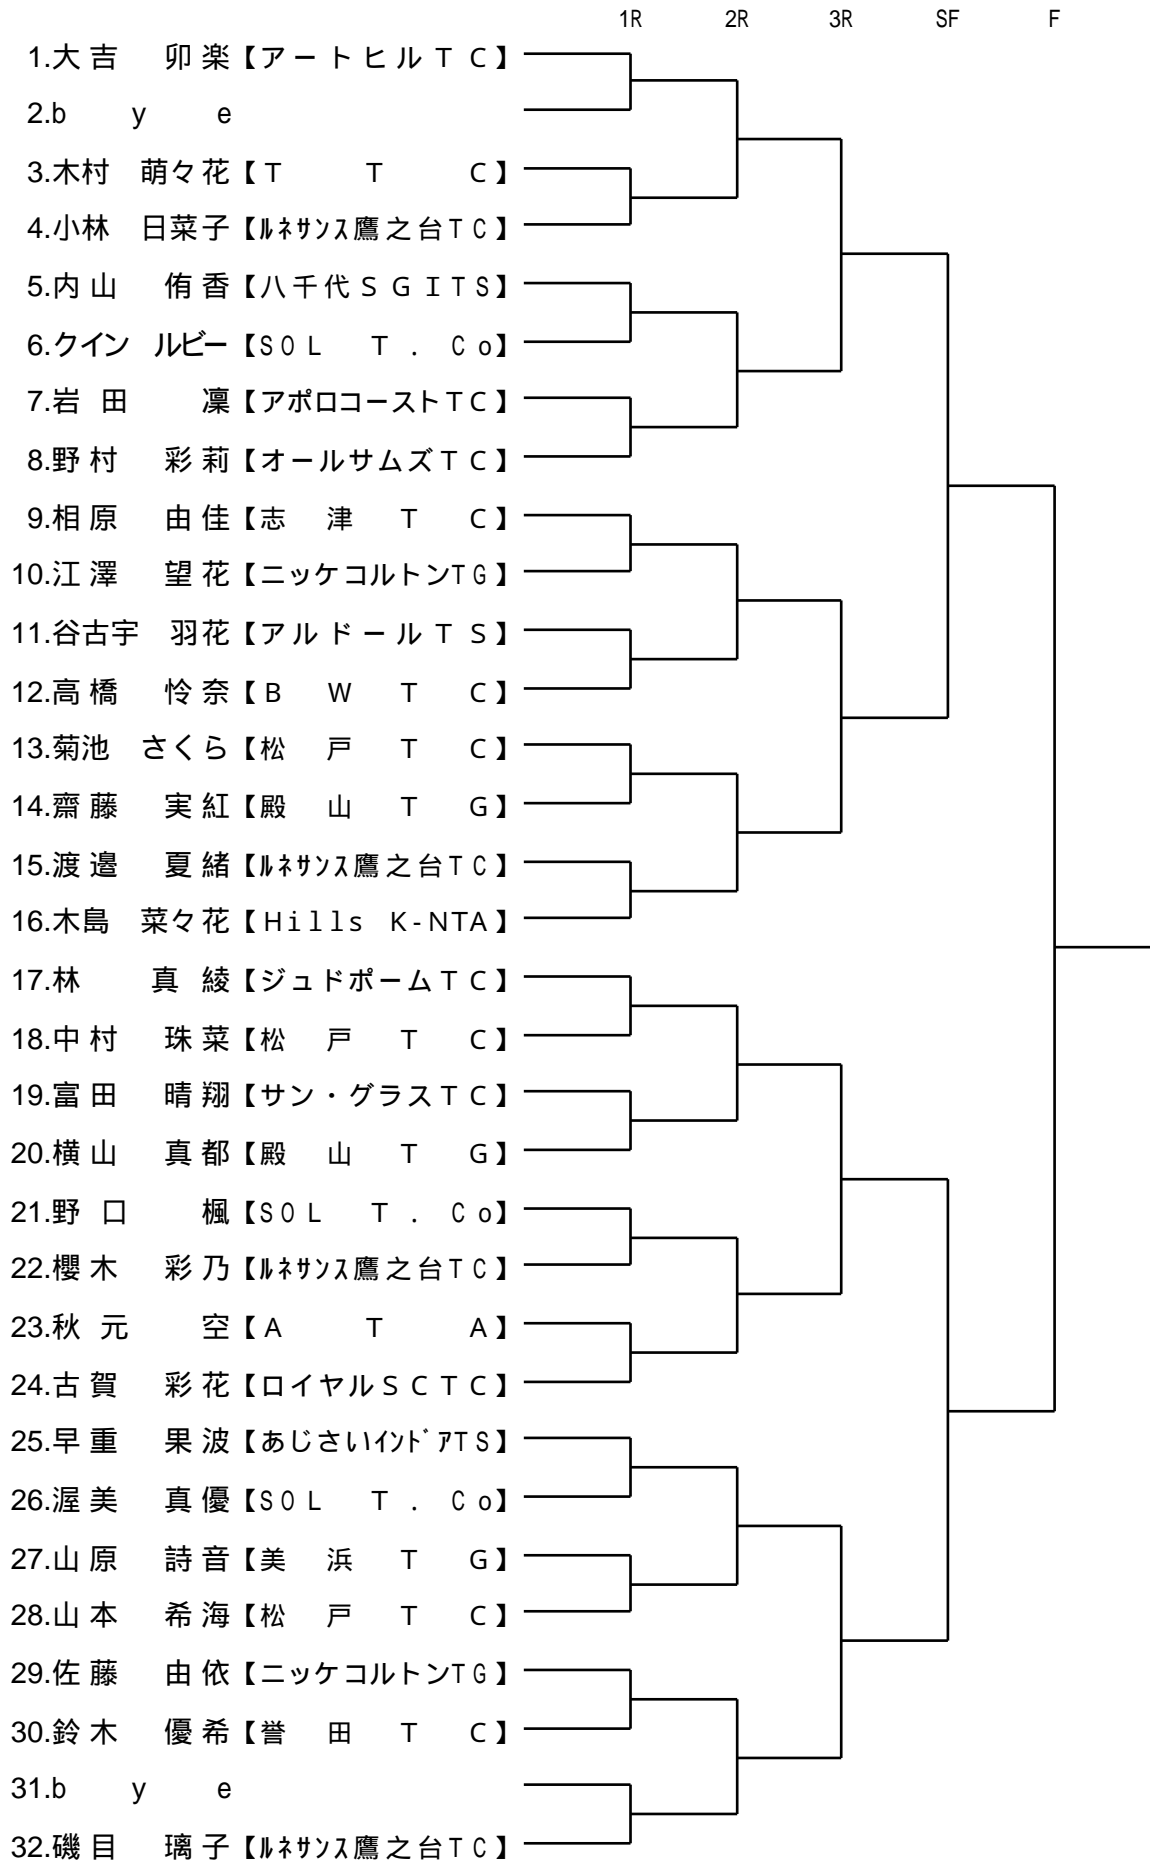 1R 2R 3R SF F
1.大吉 卯楽【アートヒルTC】
2.b y e
3.木村 萌々花【T T C】
4.小林 日菜子【ﾙﾈｻﾝｽ鷹之台TC】
5.内山 侑香【八千代SGITS】
6.クイン ルビー【SOL T．Co】
7.岩田 凜【アポロコーストTC】
8.野村 彩莉【オールサムズTC】
9.相原 由佳【志津TC】
10.江澤 望花【ニッケコルトンTG】
11.谷古宇 羽花【アルドールTS】
12.高橋 怜奈【BWTC】
13.菊池 さくら【松戸TC】
14.齋藤 実紅【殿山TG】
15.渡邉 夏緒【ﾙﾈｻﾝｽ鷹之台TC】
16.木島 菜々花【Hills K-NTA】
17.林 真綾【ジュドポームTC】
18.中村 珠菜【松戸TC】
19.富田 晴翔【サン・グラスTC】
20.横山 真都【殿山TG】
21.野口 楓【SOL T．Co】
22.櫻木 彩乃【ﾙﾈｻﾝｽ鷹之台TC】
23.秋元 空【A T A】
24.古賀 彩花【ロイヤルSCTC】
25.早重 果波【あじさいｲﾝﾄﾞｱTS】
26.渥美 真優【SOL T．Co】
27.山原 詩音【美浜TG】
28.山本 希海【松戸TC】
29.佐藤 由依【ニッケコルトンTG】
30.鈴木 優希【誉田TC】
31.b y e
32.磯目 璃子【ﾙﾈｻﾝｽ鷹之台TC】